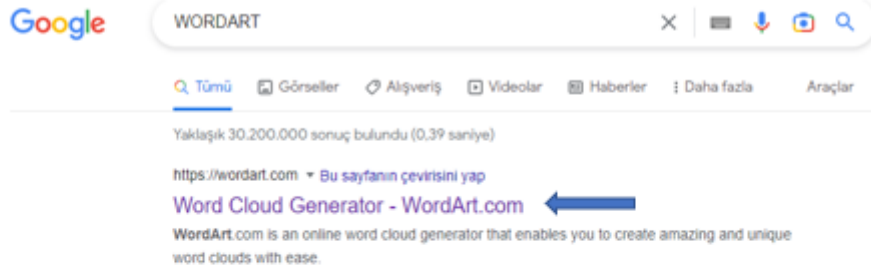 Google WORDART
Tümü Görseller Alışveriş Videolar Haberler Daha fazla Araçlar
Yaklaşık 30.200.000 sonuç bulundu (0,39 saniye)
https://wordart.com Bu sayfanın çevirisini yap
Word Cloud Generator - WordArt.com
WordArt.com is an online word cloud generator that enables you to create amazing and unique
word clouds with ease.